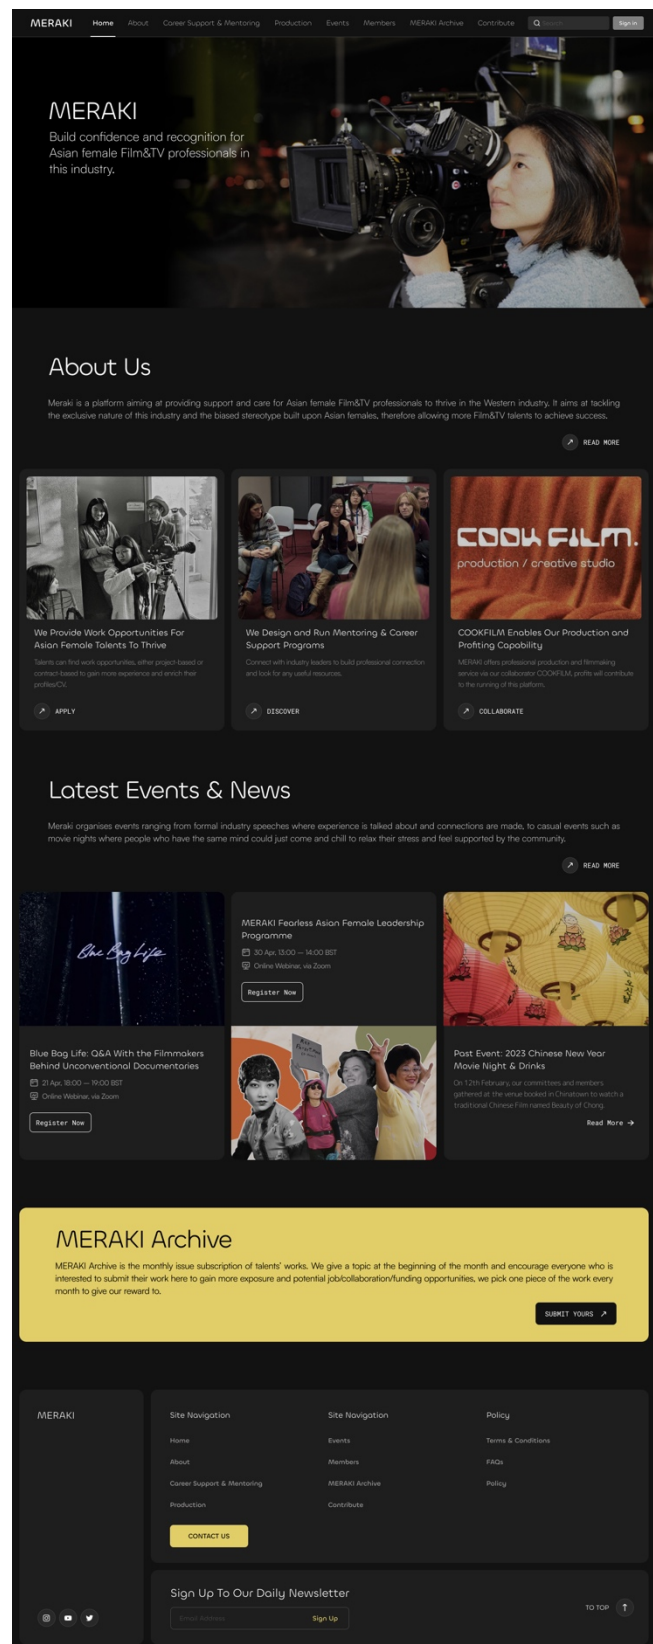 MERAKI Home About Career Support & Mentoring Production Events Members MERAKI Archive Contribute Search Sign in
MERAKI
Build confidence and recognition for
Asian female Film&TV professionals in
this industry.
About Us
Meraki is a platform aiming at providing support and care for Asian female Film&TV professionals to thrive in the Western industry. It aims at tackling
the exclusive nature of this industry and the biased stereotype built upon Asian females, therefore allowing more Film&TV talents to achieve success.
READ MORE
We Provide Work Opportunities For
Asian Female Talents To Thrive
Talents can find work opportunities, either project-based or
contract-based to gain more experience and enrich their
profiles/CV.
APPLY
We Design and Run Mentoring & Career
Support Programs
Connect with industry leaders to build professional connection
and look for any useful resources.
DISCOVER
COOK FILM.
production / creative studio
COOKFILM Enables Our Production and
Profiting Capability
MERAKI offers professional production and filmmaking
service via our collaborator COOKFILM, profits will contribute
to the running of this platform.
COLLABORATE
Latest Events & News
Meraki organises events ranging from formal industry speeches where experience is talked about and connections are made, to casual events such as
movie nights where people who have the same mind could just come and chill to relax their stress and feel supported by the community.
READ MORE
Blue Bag Life
Blue Bag Life: Q&A With the Filmmakers
Behind Unconventional Documentaries
21 Apr, 18:00 — 19:00 BST
Online Webinar, via Zoom
Register Now
MERAKI Fearless Asian Female Leadership
Programme
30 Apr, 13:00 — 14:00 BST
Online Webinar, via Zoom
Register Now
Past Event: 2023 Chinese New Year
Movie Night & Drinks
On 12th February, our committees and members
gathered at the venue booked in Chinatown to watch a
traditional Chinese Film named Beauty of Chong.
Read More →
MERAKI Archive
MERAKI Archive is the monthly issue subscription of talents' works. We give a topic at the beginning of the month and encourage everyone who is
interested to submit their work here to gain more exposure and potential job/collaboration/funding opportunities, we pick one piece of the work every
month to give our reward to.
SUBMIT YOURS ↗
MERAKI
Site Navigation
Home
About
Career Support & Mentoring
Production
CONTACT US
Site Navigation
Events
Members
MERAKI Archive
Contribute
Policy
Terms & Conditions
FAQs
Policy
Sign Up To Our Daily Newsletter
Email Address Sign Up
TO TOP ↑